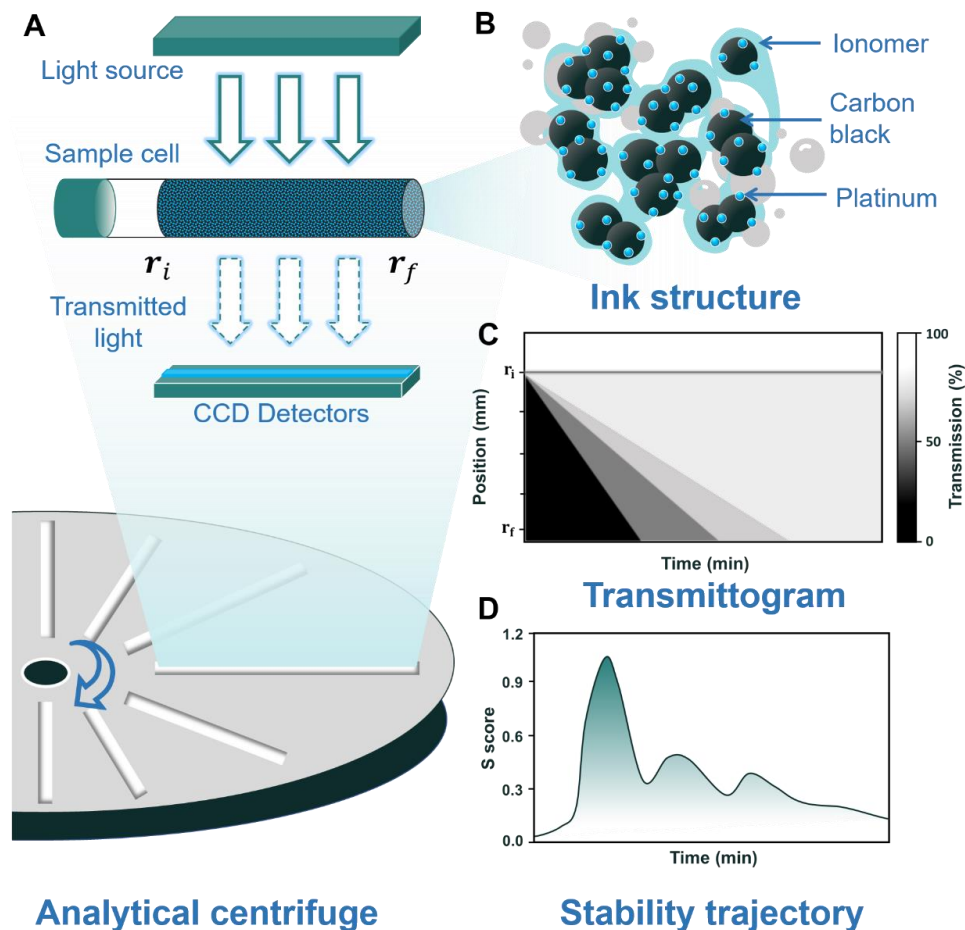 A
Light source
Sample cell
r_i
r_f
Transmitted
light
CCD Detectors
Analytical centrifuge
B
Ionomer
Carbon
black
Platinum
Ink structure
C
r_i
r_f
Position (mm)
Time (min)
100
50
0
Transmission (%)
Transmittogram
D
1.2
0.9
0.6
0.3
0.0
S score
Time (min)
Stability trajectory